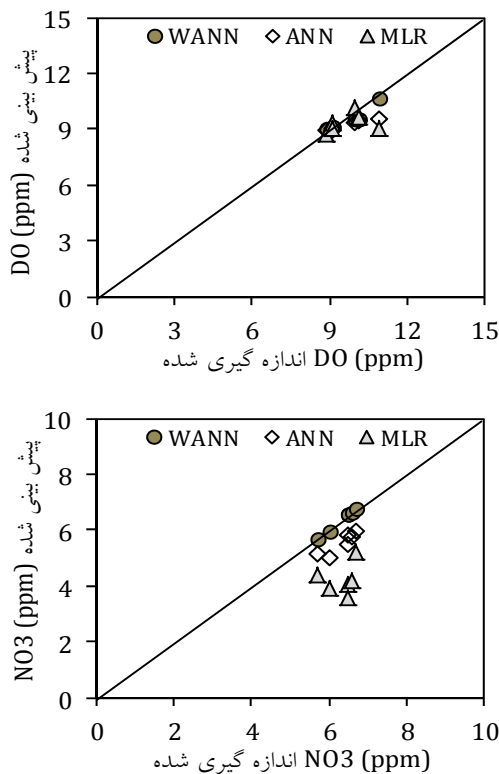 15
12
9
6
3
0
WANN ANN MLR
پیش بینی شده DO (ppm)
0 3 6 9 12 15
اندازه گیری شده DO (ppm)
10
8
6
4
2
0
WANN ANN MLR
پیش بینی شده NO3 (ppm)
0 2 4 6 8 10
اندازه گیری شده NO3 (ppm)